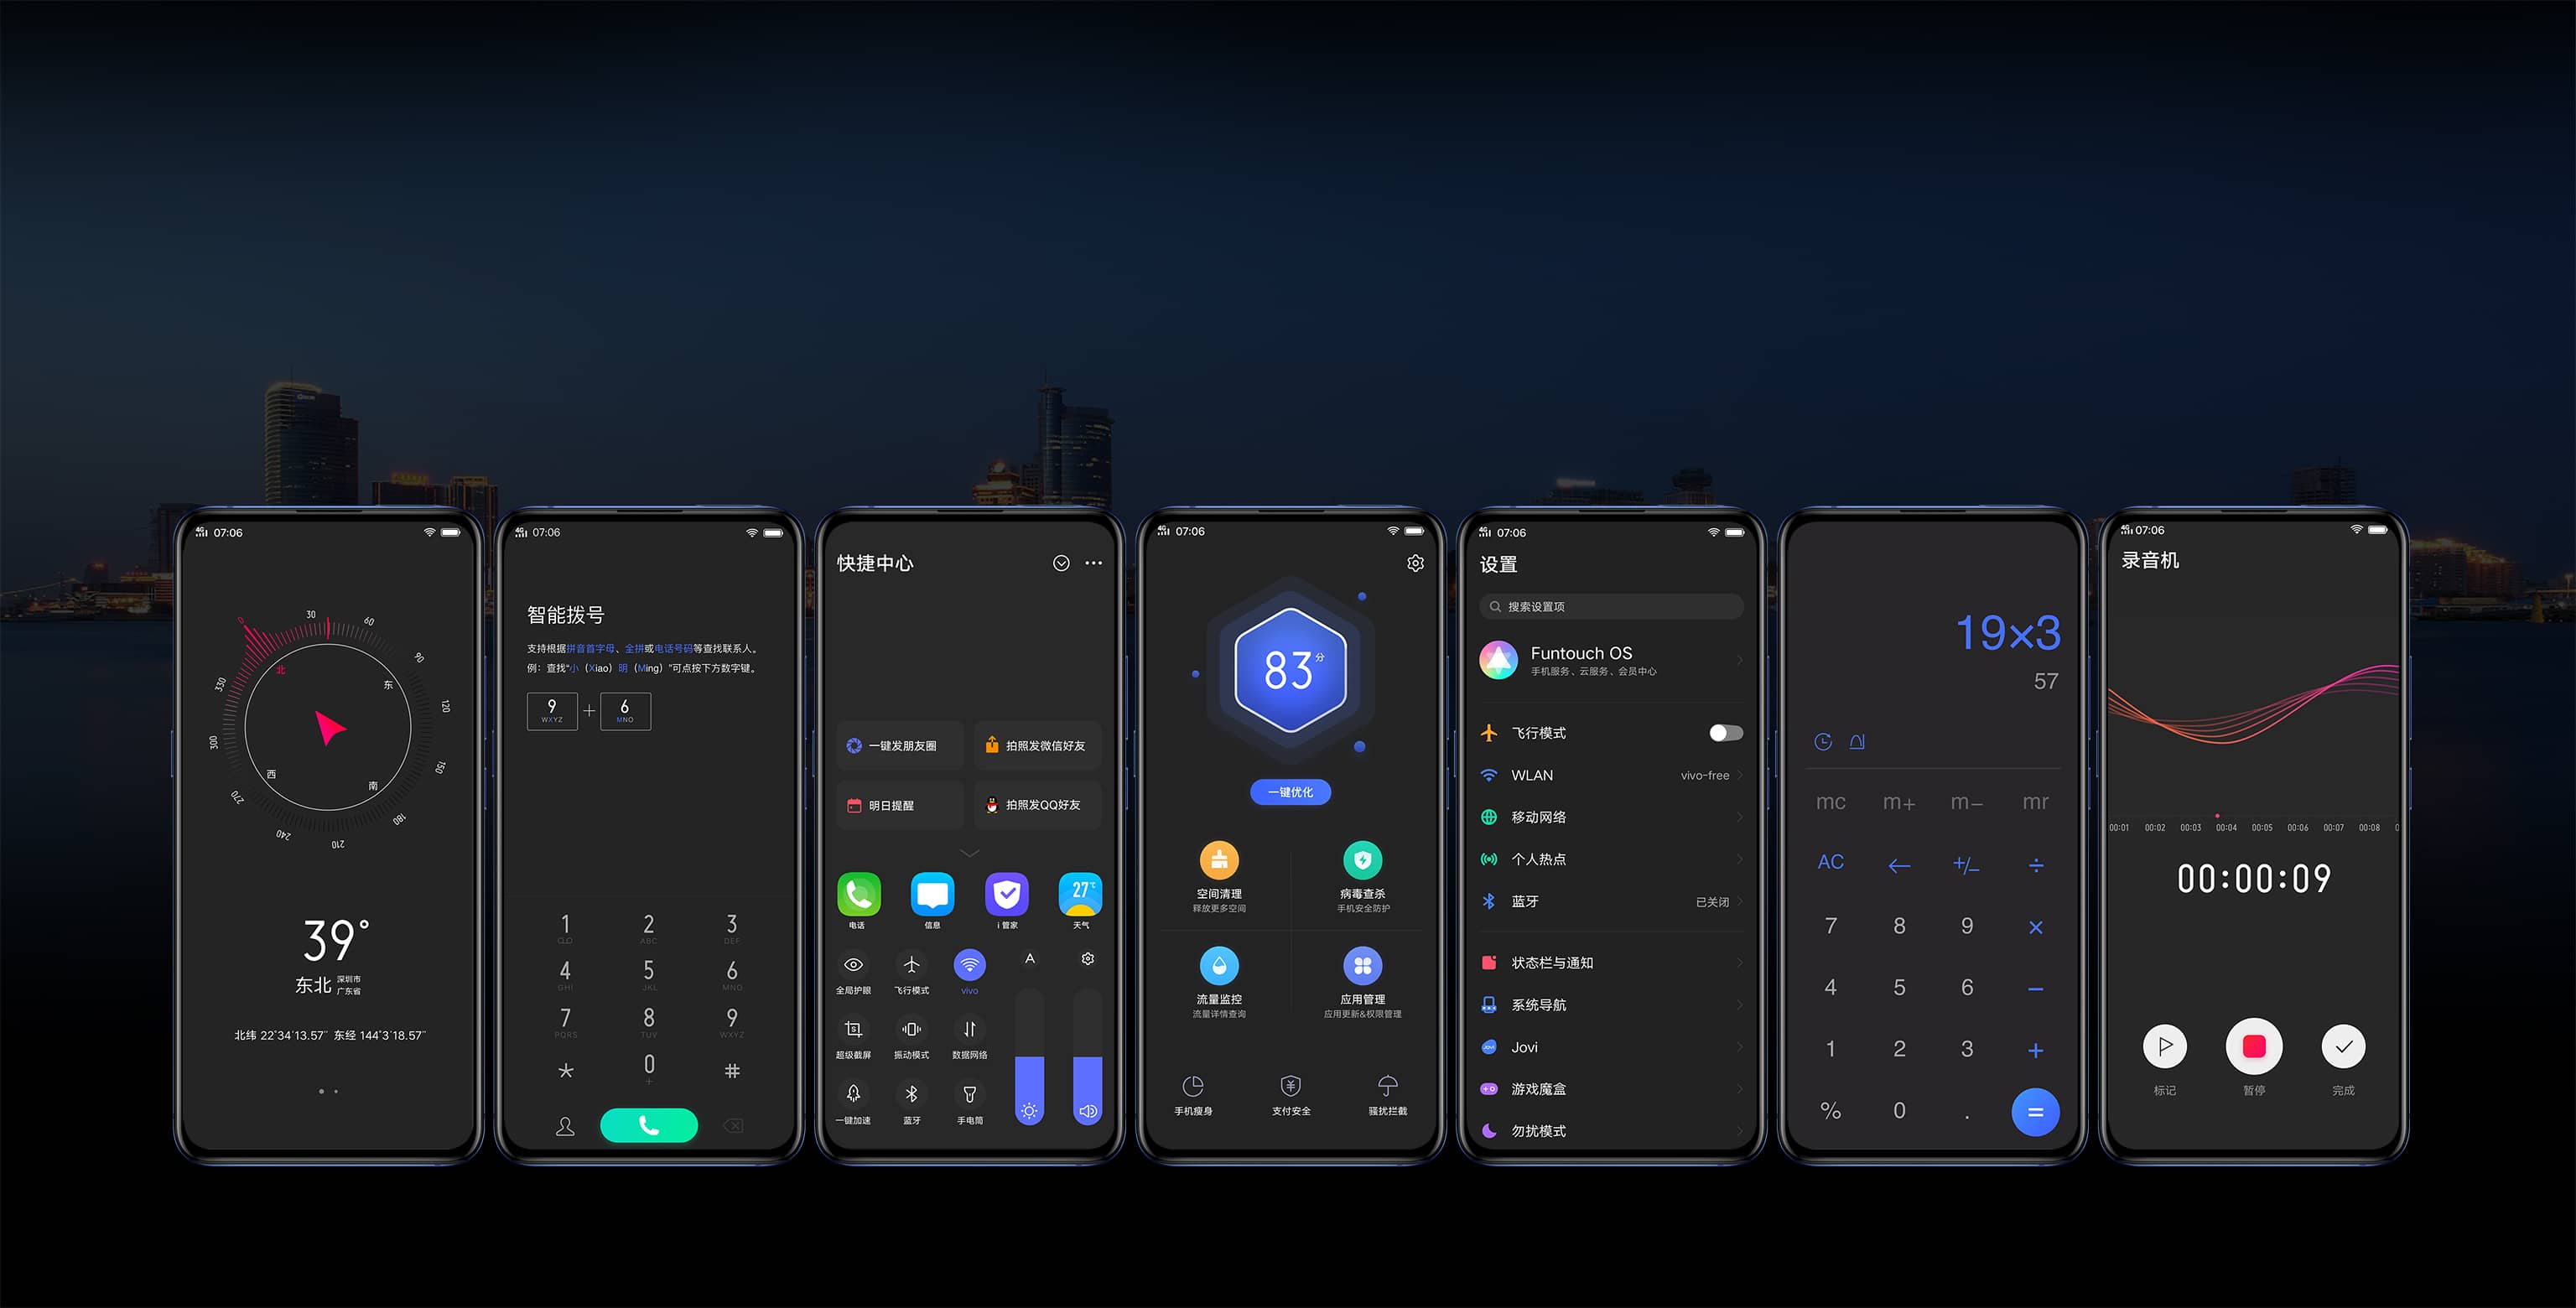 07:06
30
60
90
120
150
180
210
240
270
300
330
0
北
东
南
西
39°
东北
深圳市
广东省
北纬 22°34'13.57" 东经 144°3'18.57"
07:06
智能拨号
支持根据拼音首字母、全拼或电话号码等查找联系人。
例：查找“小（Xiao）明（Ming）”可点按下方数字键。
9 + 6
WXYZ MNO
1 2 3
ABC DEF
4 5 6
GHI JKL MNO
7 8 9
PQRS TUV WXYZ
* 0 #
+
快捷中心
一键发朋友圈 拍照发微信好友
明日提醒 拍照发QQ好友
27℃
电话 信息 i 管家 天气
A
全局护眼 飞行模式 vivo
超级截屏 振动模式 数据网络
一键加速 蓝牙 手电筒
07:06
83分
一键优化
空间清理 病毒查杀
释放更多空间 手机安全防护
流量监控 应用管理
流量详情查询 应用更新&权限管理
手机瘦身 支付安全 骚扰拦截
07:06
设置
搜索设置项
Funtouch OS
手机服务、云服务、会员中心
飞行模式
WLAN vivo-free
移动网络
个人热点
蓝牙 已关闭
状态栏与通知
系统导航
Jovi
游戏魔盒
勿扰模式
19×3
57
mc m+ m− mr
AC ← +/− ÷
7 8 9 ×
4 5 6 −
1 2 3 +
% 0 . =
07:06
录音机
00:01 00:02 00:03 00:04 00:05 00:06 00:07 00:08
00:00:09
标记 暂停 完成